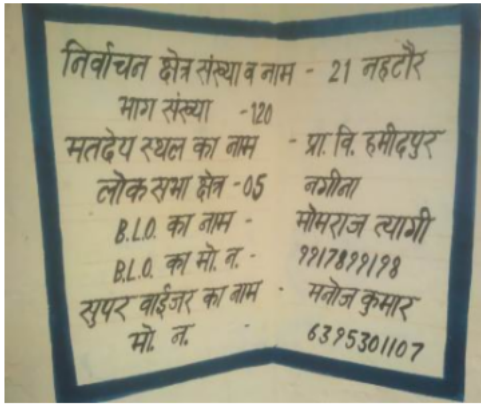 निर्वाचन क्षेत्र संख्या व नाम - 21 नहटौर
भाग संख्या -120
मतदेय स्थल का नाम - प्रा. वि. हमीदपुर
लोक सभा क्षेत्र -05 नगीना
B.L.O. का नाम - मोमराज त्यागी
B.L.O. का मो. न. - 9917899198
सुपर वाईजर का नाम - मनोज कुमार
मो. न. - 6395301107